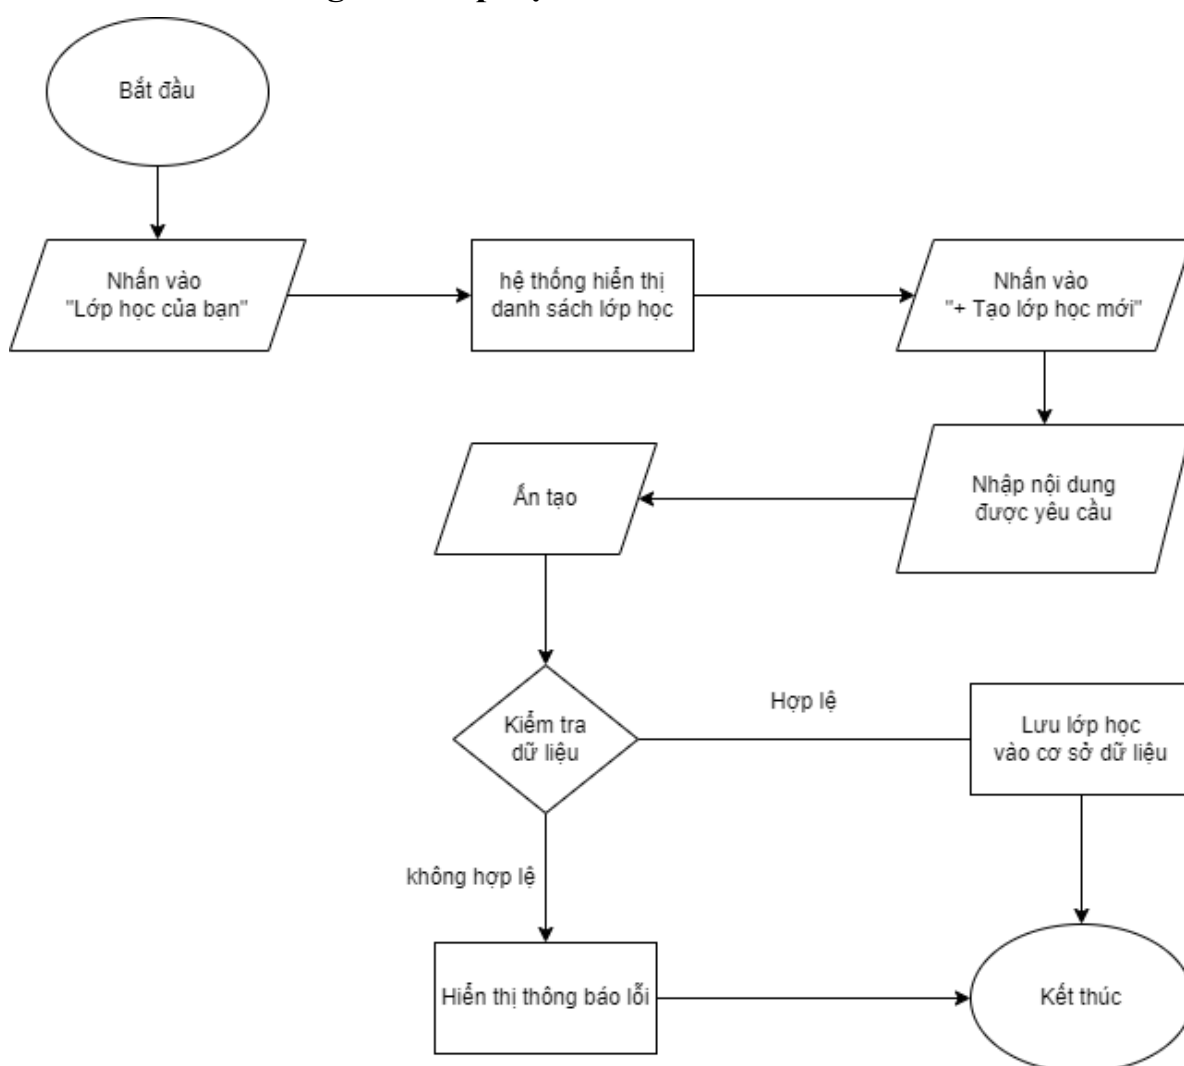 Bắt đầu
Nhấn vào
"Lớp học của bạn"
hệ thống hiển thị
danh sách lớp học
Nhấn vào
"+ Tạo lớp học mới"
Nhập nội dung
được yêu cầu
Ấn tạo
Kiểm tra
dữ liệu
Hợp lệ
Lưu lớp học
vào cơ sở dữ liệu
không hợp lệ
Hiển thị thông báo lỗi
Kết thúc